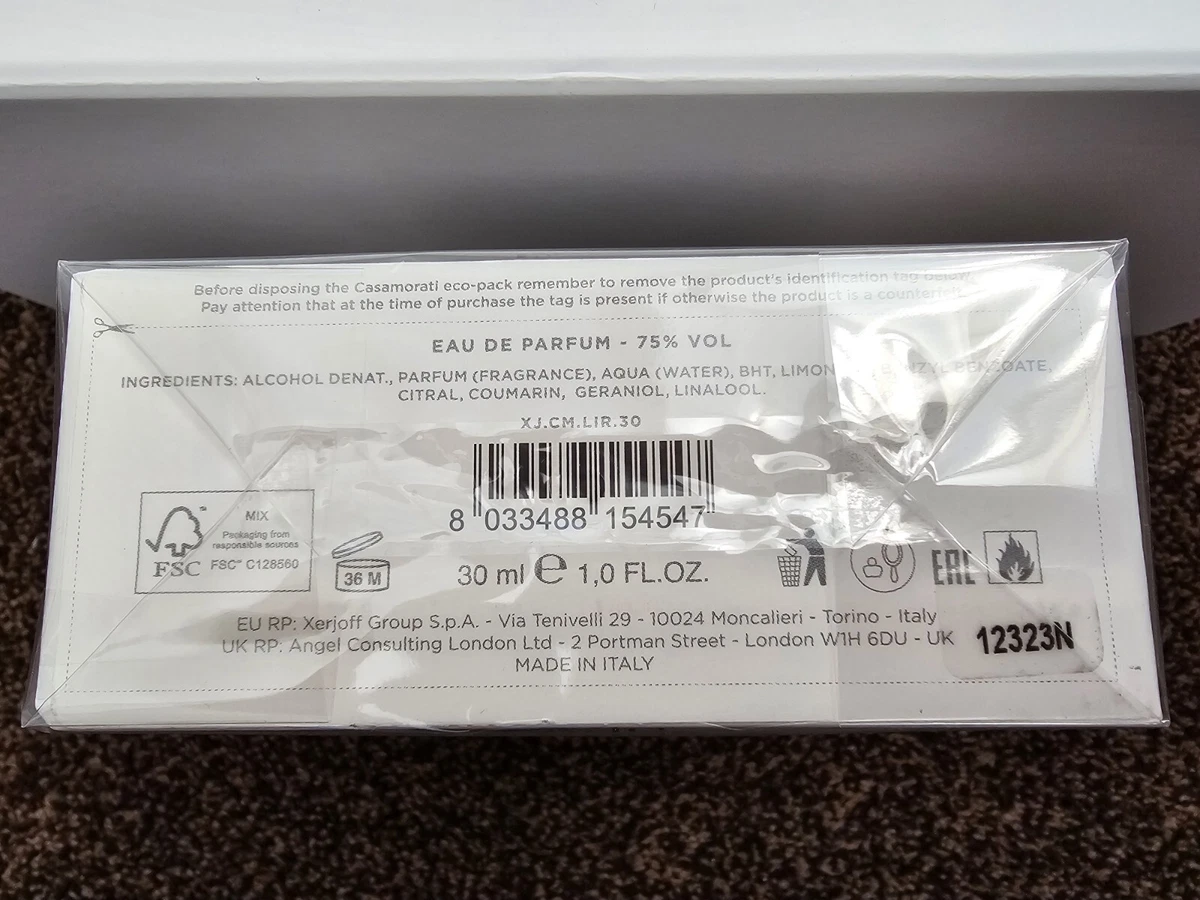 Before disposing the Casamorati eco-pack remember to remove the product's identification tag below.
Pay attention that at the time of purchase the tag is present if otherwise the product is a counterfeit.
EAU DE PARFUM - 75% VOL
INGREDIENTS: ALCOHOL DENAT., PARFUM (FRAGRANCE), AQUA (WATER), BHT, BENZOATE,
CITRAL, COUMARIN, GERANIOL, LINALOOL.
XJ.CM.LIR.30
8 033488 154547
MIX
Packaging from
responsible sources
FSC™ C128560
FSC
36 M
30 ml e 1,0 FL.OZ.
EAC
EU RP: Xerjoff Group S.p.A. - Via Tenivelli 29 - 10024 Moncalieri - Torino - Italy
UK RP: Angel Consulting London Ltd - 2 Portman Street - London W1H 6DU - UK
MADE IN ITALY
12323N